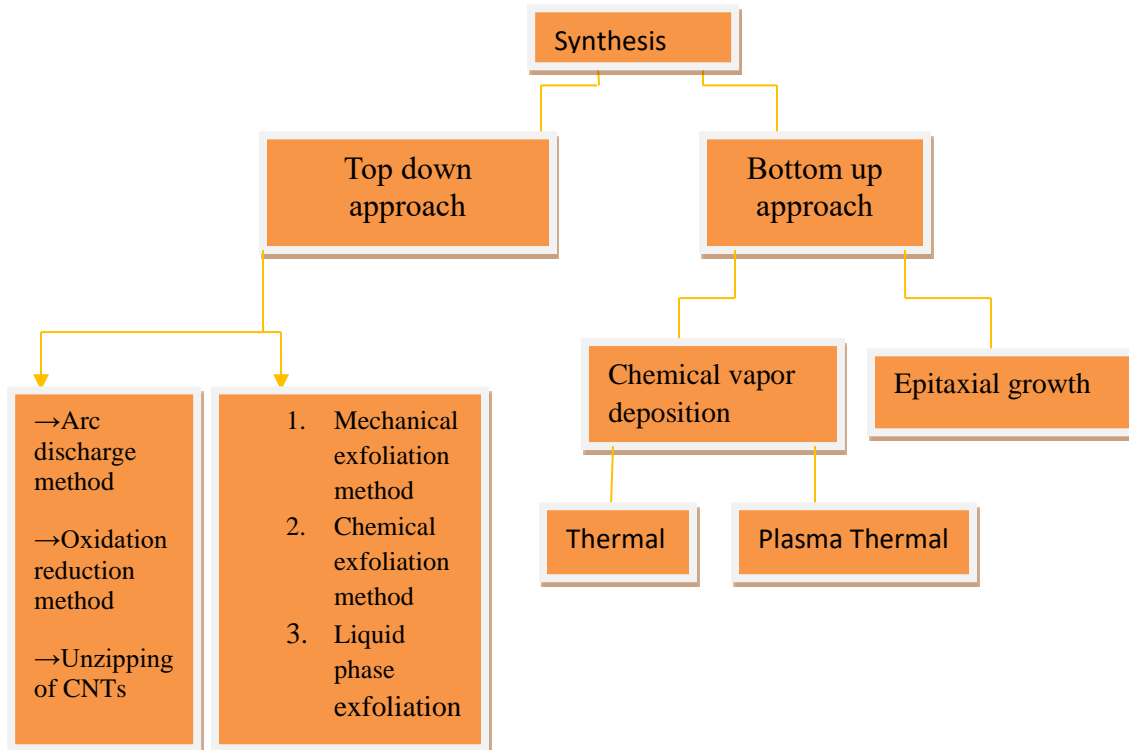 Synthesis
Top down
approach
Bottom up
approach
→Arc
discharge
method
→Oxidation
reduction
method
→Unzipping
of CNTs
1. Mechanical
exfoliation
method
2. Chemical
exfoliation
method
3. Liquid
phase
exfoliation
Chemical vapor
deposition
Epitaxial growth
Thermal
Plasma Thermal